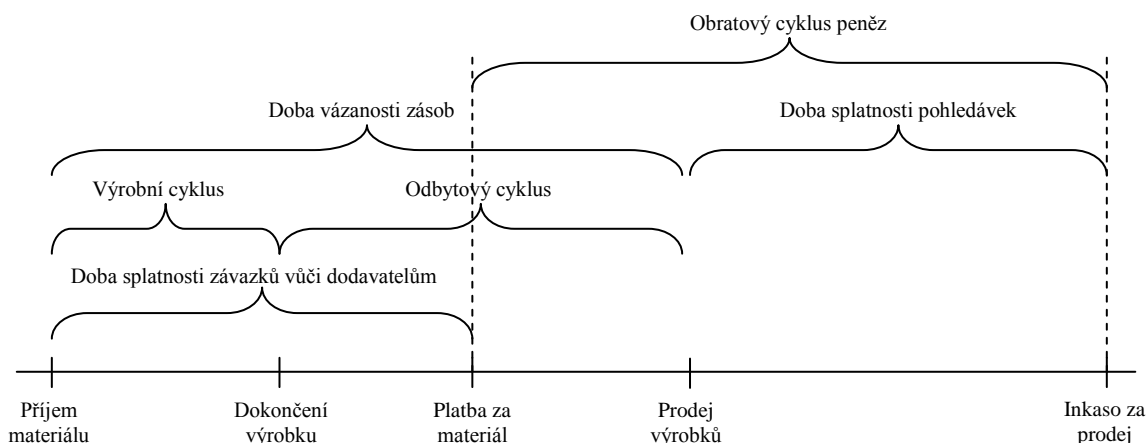 Obratový cyklus peněz
Doba vázanosti zásob
Doba splatnosti pohledávek
Výrobní cyklus
Odbytový cyklus
Doba splatnosti závazků vůči dodavatelům
Příjem
materiálu
Dokončení
výrobku
Platba za
materiál
Prodej
výrobků
Inkaso za
prodej